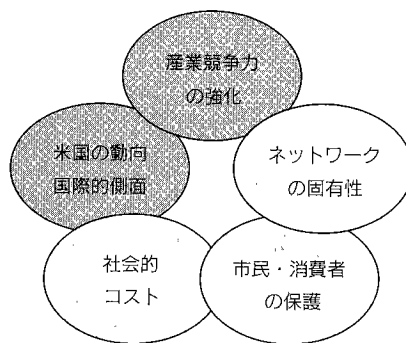 産業競争力
の強化
米国の動向
国際的側面
ネットワーク
の固有性
社会的
コスト
市民・消費者
の保護